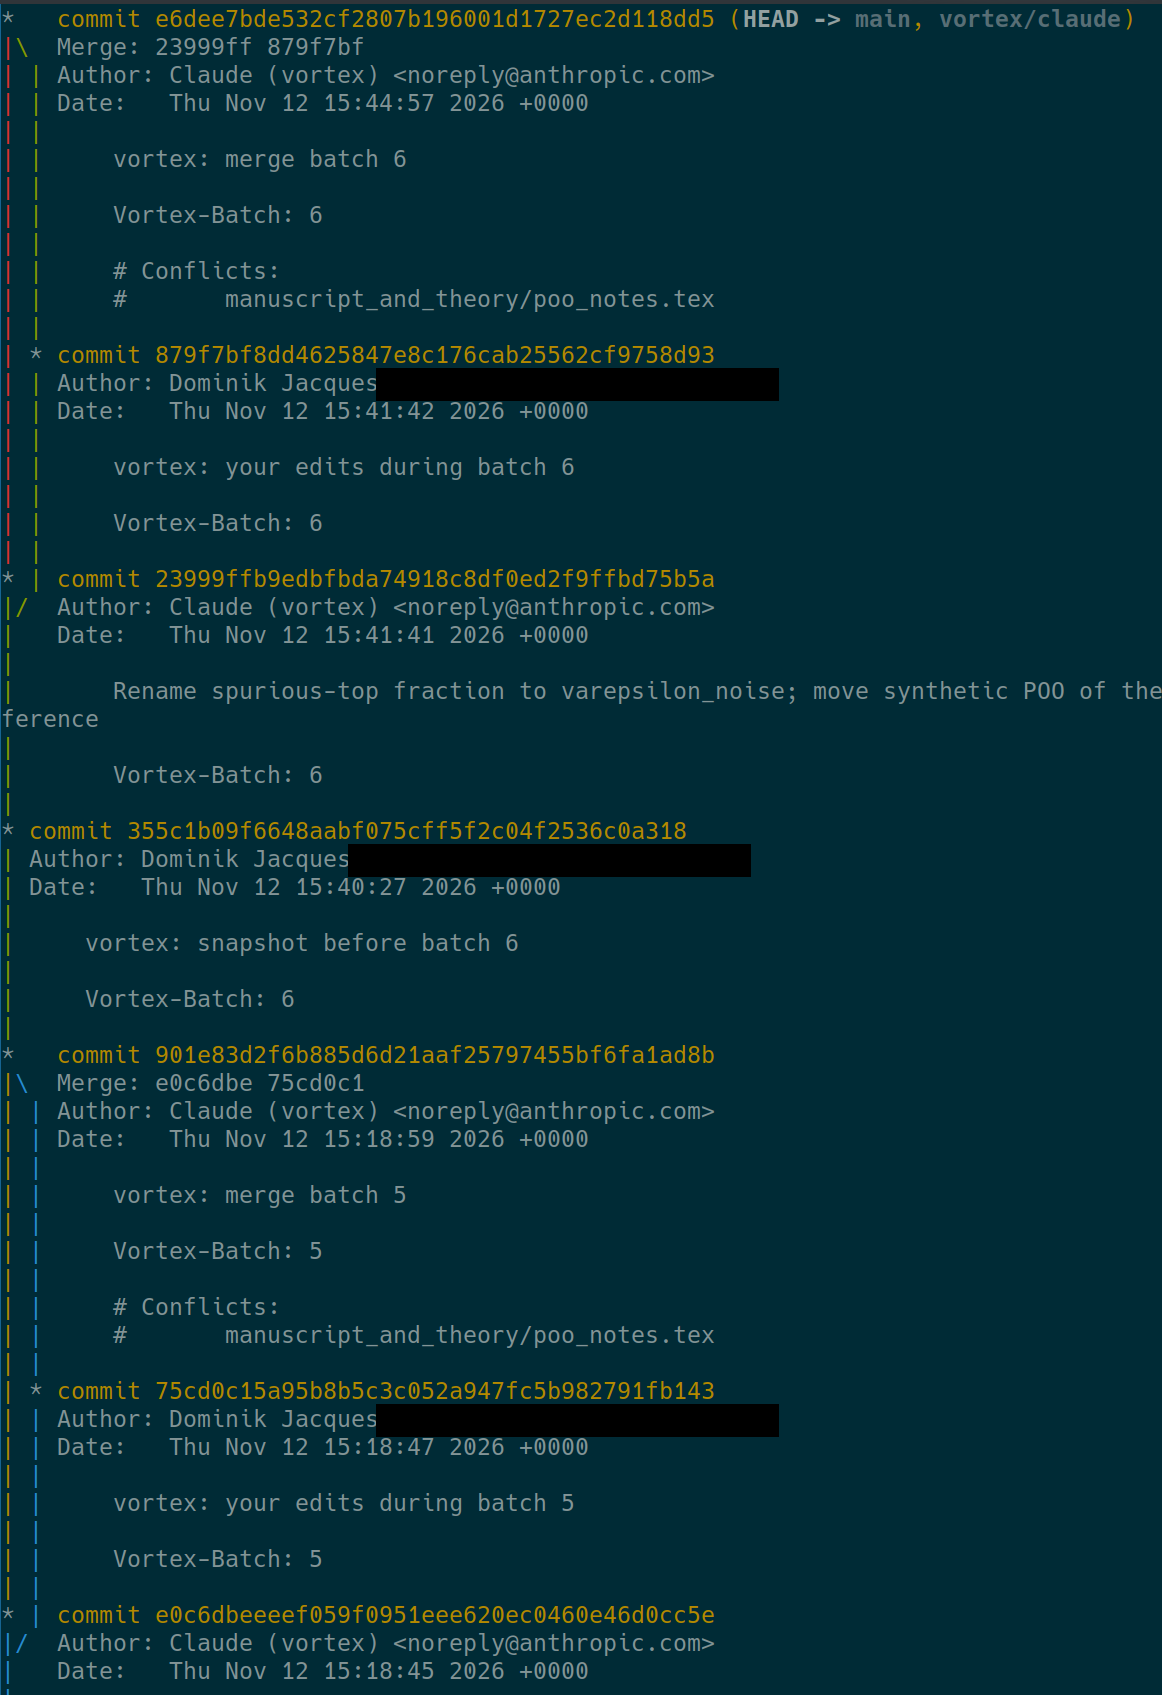 *   commit e6dee7bde532cf2807b196001d1727ec2d118dd5 (HEAD -> main, vortex/claude)
|\  Merge: 23999ff 879f7bf
| | Author: Claude (vortex) <noreply@anthropic.com>
| | Date:   Thu Nov 12 15:44:57 2026 +0000
| |
| |     vortex: merge batch 6
| |
| |     Vortex-Batch: 6
| |
| |     # Conflicts:
| |     #       manuscript_and_theory/poo_notes.tex
| |
| * commit 879f7bf8dd4625847e8c176cab25562cf9758d93
| | Author: Dominik Jacques
| | Date:   Thu Nov 12 15:41:42 2026 +0000
| |
| |     vortex: your edits during batch 6
| |
| |     Vortex-Batch: 6
| |
* | commit 23999ffb9edbfbda74918c8df0ed2f9ffbd75b5a
|/  Author: Claude (vortex) <noreply@anthropic.com>
|   Date:   Thu Nov 12 15:41:41 2026 +0000
|
|       Rename spurious-top fraction to varepsilon_noise; move synthetic POO of the
ference
|
|       Vortex-Batch: 6
|
* commit 355c1b09f6648aabf075cff5f2c04f2536c0a318
| Author: Dominik Jacques
| Date:   Thu Nov 12 15:40:27 2026 +0000
|
|     vortex: snapshot before batch 6
|
|     Vortex-Batch: 6
|
*   commit 901e83d2f6b885d6d21aaf25797455bf6fa1ad8b
|\  Merge: e0c6dbe 75cd0c1
| | Author: Claude (vortex) <noreply@anthropic.com>
| | Date:   Thu Nov 12 15:18:59 2026 +0000
| |
| |     vortex: merge batch 5
| |
| |     Vortex-Batch: 5
| |
| |     # Conflicts:
| |     #       manuscript_and_theory/poo_notes.tex
| |
| * commit 75cd0c15a95b8b5c3c052a947fc5b982791fb143
| | Author: Dominik Jacques
| | Date:   Thu Nov 12 15:18:47 2026 +0000
| |
| |     vortex: your edits during batch 5
| |
| |     Vortex-Batch: 5
| |
* | commit e0c6dbeeeef059f0951eee620ec0460e46d0cc5e
|/  Author: Claude (vortex) <noreply@anthropic.com>
|   Date:   Thu Nov 12 15:18:45 2026 +0000
|